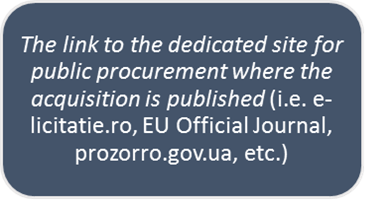 The link to the dedicated site for
public procurement where the
acquisition is published (i.e. e-
licitatie.ro, EU Official Journal,
prozorro.gov.ua, etc.)